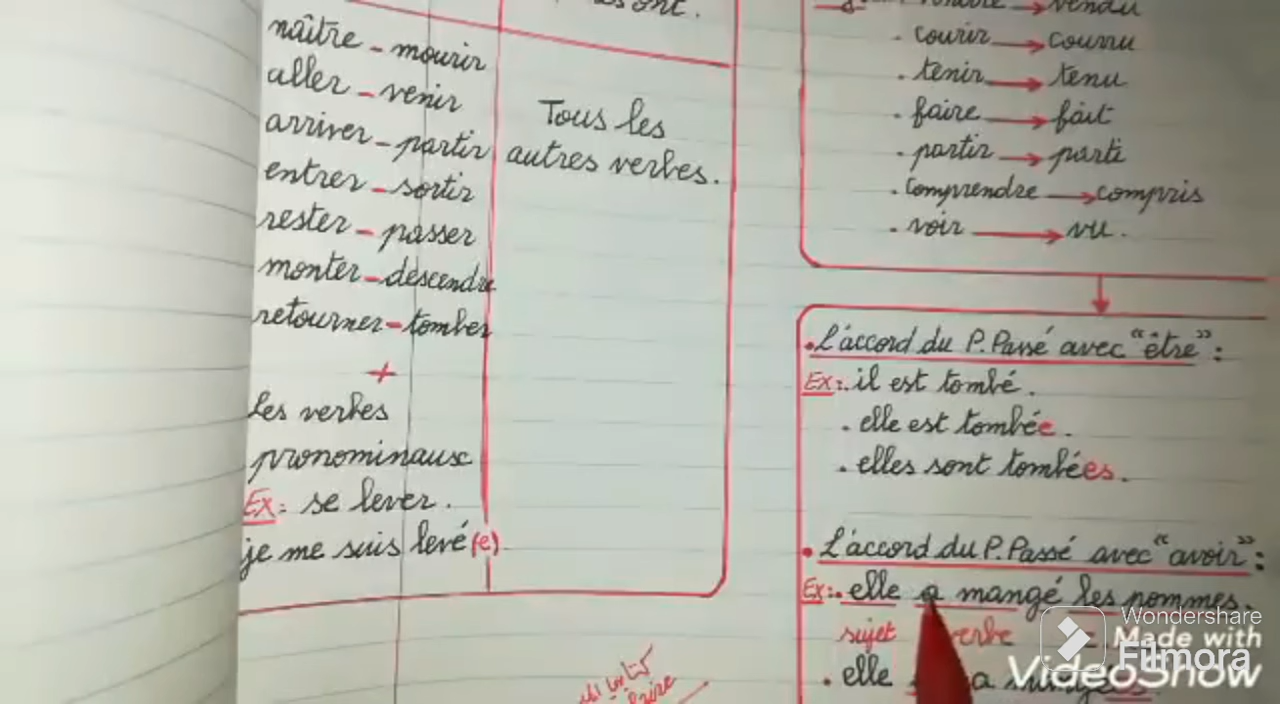 naître - mourir
aller - venir
arriver - partir
entrer - sortir
rester - passer
monter - descendre
retourner - tomber
+
Les verbes
pronominaux
Ex: se lever.
je me suis levé(e)
ont.
Tous les
autres verbes.
→ vendu
. courir → couru
. tenir → tenu
. faire → fait
. partir → parti
. comprendre → compris
. voir → vu.
. L'accord du P. Passé avec "être":
Ex: . il est tombé.
. elle est tombée.
. elles sont tombées.
. L'accord du P. Passé avec "avoir":
Ex: . elle a mangé les pommes.
sujet verbe
. elle
Wondershare
Made with
Filmora
VideoShow